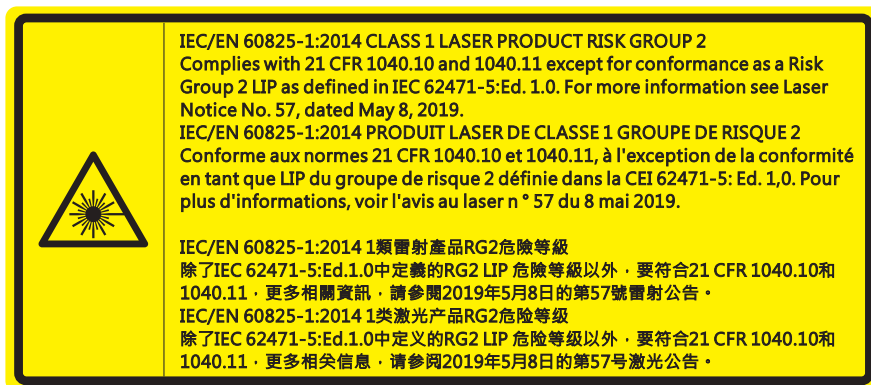 IEC/EN 60825-1:2014 CLASS 1 LASER PRODUCT RISK GROUP 2
Complies with 21 CFR 1040.10 and 1040.11 except for conformance as a Risk
Group 2 LIP as defined in IEC 62471-5:Ed. 1.0. For more information see Laser
Notice No. 57, dated May 8, 2019.
IEC/EN 60825-1:2014 PRODUIT LASER DE CLASSE 1 GROUPE DE RISQUE 2
Conforme aux normes 21 CFR 1040.10 et 1040.11, à l'exception de la conformité
en tant que LIP du groupe de risque 2 définie dans la CEI 62471-5: Ed. 1,0. Pour
plus d'informations, voir l'avis au laser n ° 57 du 8 mai 2019.
IEC/EN 60825-1:2014 1類雷射產品RG2危險等級
除了IEC 62471-5:Ed.1.0中定義的RG2 LIP 危險等級以外，要符合21 CFR 1040.10和
1040.11，更多相關資訊，請參閱2019年5月8日的第57號雷射公告。
IEC/EN 60825-1:2014 1类激光产品RG2危险等级
除了IEC 62471-5:Ed.1.0中定义的RG2 LIP 危险等级以外，要符合21 CFR 1040.10和
1040.11，更多相关信息，请参阅2019年5月8日的第57号激光公告。